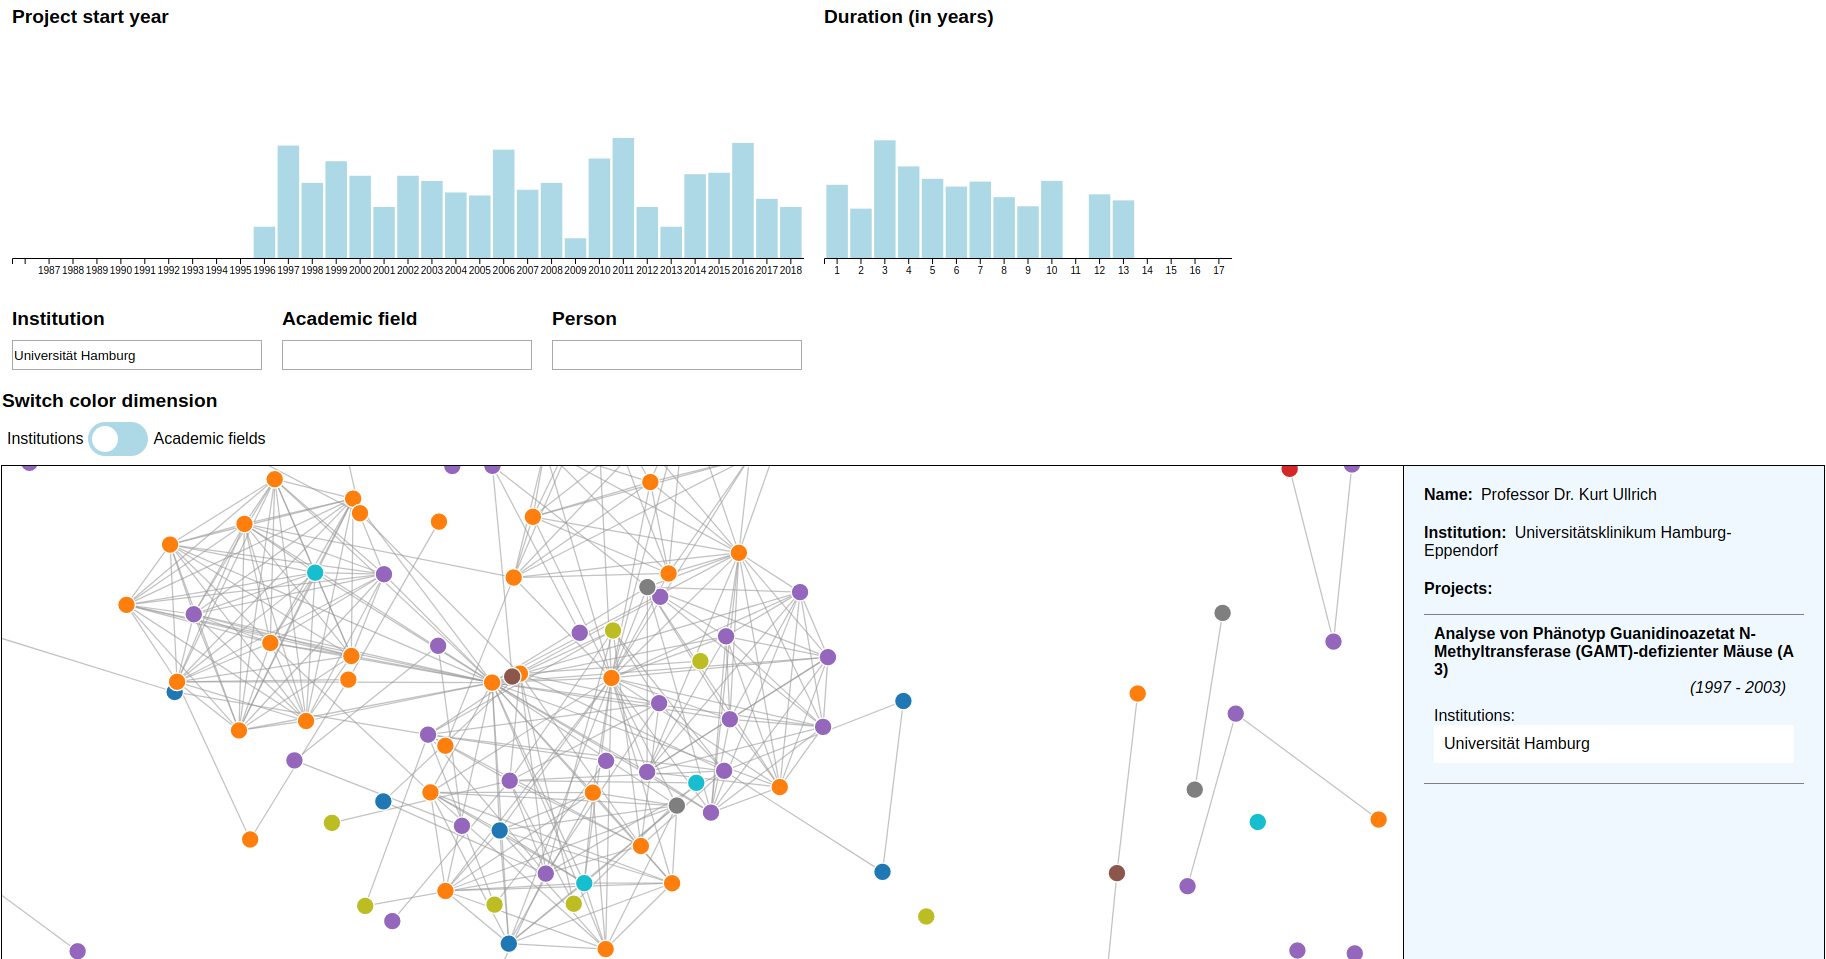 Project start year
Duration (in years)
1987 1988 1989 1990 1991 1992 1993 1994 1995 1996 1997 1998 1999 2000 2001 2002 2003 2004 2005 2006 2007 2008 2009 2010 2011 2012 2013 2014 2015 2016 2017 2018
1 2 3 4 5 6 7 8 9 10 11 12 13 14 15 16 17
Institution
Academic field
Person
Universität Hamburg
Switch color dimension
Institutions
Academic fields
Name: Professor Dr. Kurt Ullrich
Institution: Universitätsklinikum Hamburg-
Eppendorf
Projects:
Analyse von Phänotyp Guanidinoazetat N-
Methyltransferase (GAMT)-defizienter Mäuse (A
3)
(1997 - 2003)
Institutions:
Universität Hamburg